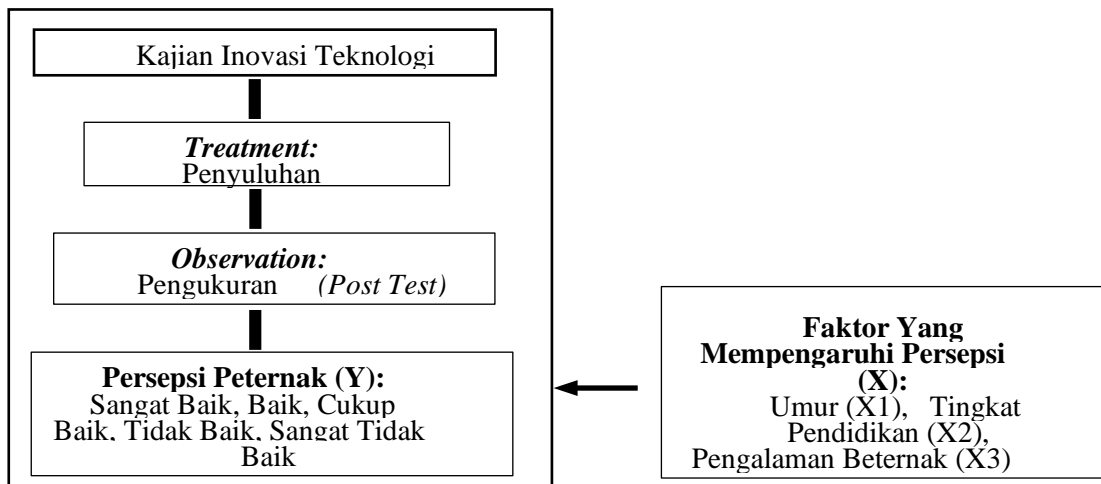 Kajian Inovasi Teknologi
Treatment:
Penyuluhan
Observation:
Pengukuran (Post Test)
Persepsi Peternak (Y):
Sangat Baik, Baik, Cukup
Baik, Tidak Baik, Sangat Tidak
Baik
Faktor Yang
Mempengaruhi Persepsi
(X):
Umur (X1), Tingkat
Pendidikan (X2),
Pengalaman Beternak (X3)